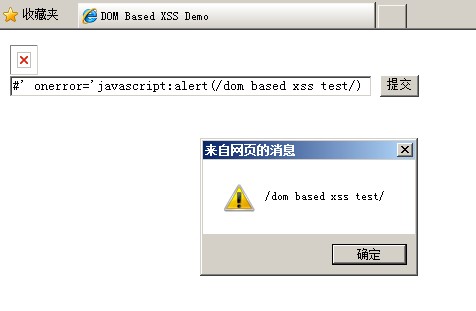 收藏夹
DOM Based XSS Demo
#' onerror='javascript:alert(/dom based xss test/)
提交
来自网页的消息
/dom based xss test/
确定